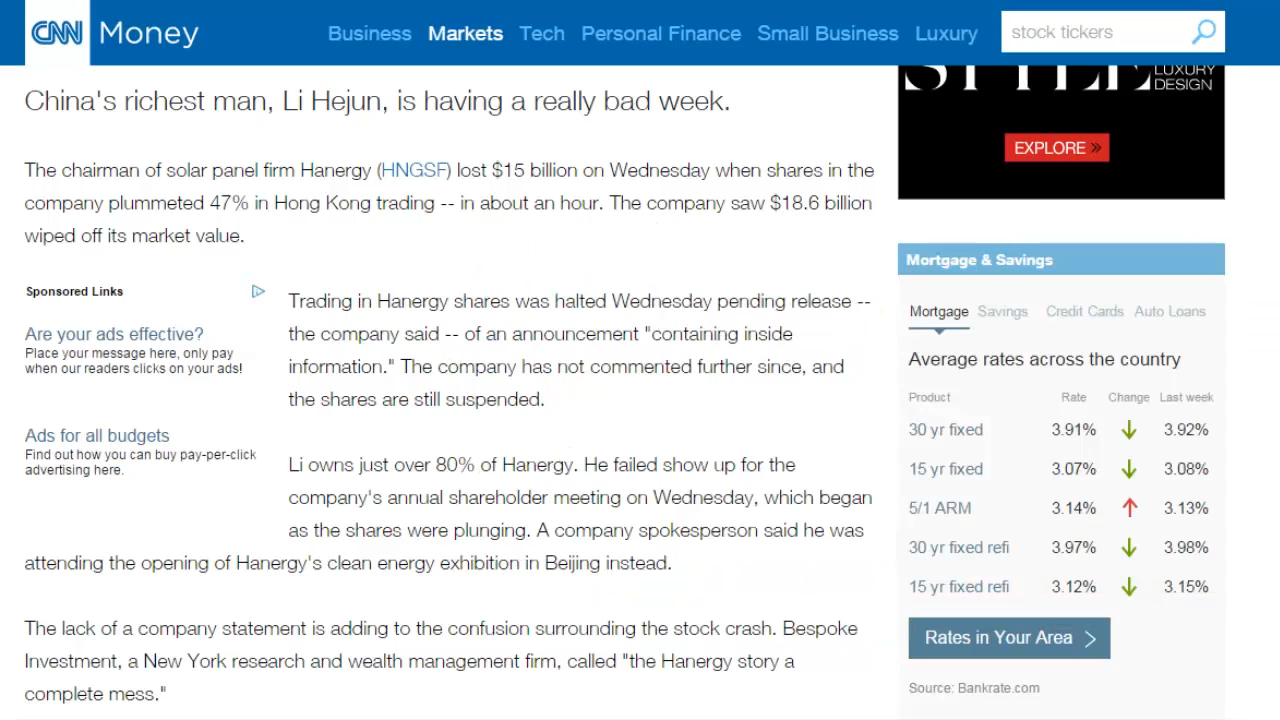 CNN Money
Business Markets Tech Personal Finance Small Business Luxury
stock tickers
China's richest man, Li Hejun, is having a really bad week.
The chairman of solar panel firm Hanergy (HNGSF) lost $15 billion on Wednesday when shares in the
company plummeted 47% in Hong Kong trading -- in about an hour. The company saw $18.6 billion
wiped off its market value.
Sponsored Links
Are your ads effective?
Place your message here, only pay
when our readers clicks on your ads!
Ads for all budgets
Find out how you can buy pay-per-click
advertising here.
Trading in Hanergy shares was halted Wednesday pending release --
the company said -- of an announcement "containing inside
information." The company has not commented further since, and
the shares are still suspended.
Li owns just over 80% of Hanergy. He failed show up for the
company's annual shareholder meeting on Wednesday, which began
as the shares were plunging. A company spokesperson said he was
attending the opening of Hanergy's clean energy exhibition in Beijing instead.
The lack of a company statement is adding to the confusion surrounding the stock crash. Bespoke
Investment, a New York research and wealth management firm, called "the Hanergy story a
complete mess."
STYLE
LUXURY
DESIGN
EXPLORE »
Mortgage & Savings
Mortgage Savings Credit Cards Auto Loans
Average rates across the country
Product Rate Change Last week
30 yr fixed 3.91% 3.92%
15 yr fixed 3.07% 3.08%
5/1 ARM 3.14% 3.13%
30 yr fixed refi 3.97% 3.98%
15 yr fixed refi 3.12% 3.15%
Rates in Your Area
Source: Bankrate.com